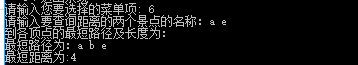 请输入您要选择的菜单项: 6
请输入要查询距离的两个景点的名称: a e
到各顶点的最短路径及长度为:
最短路径为: a b e
最短距离为:4